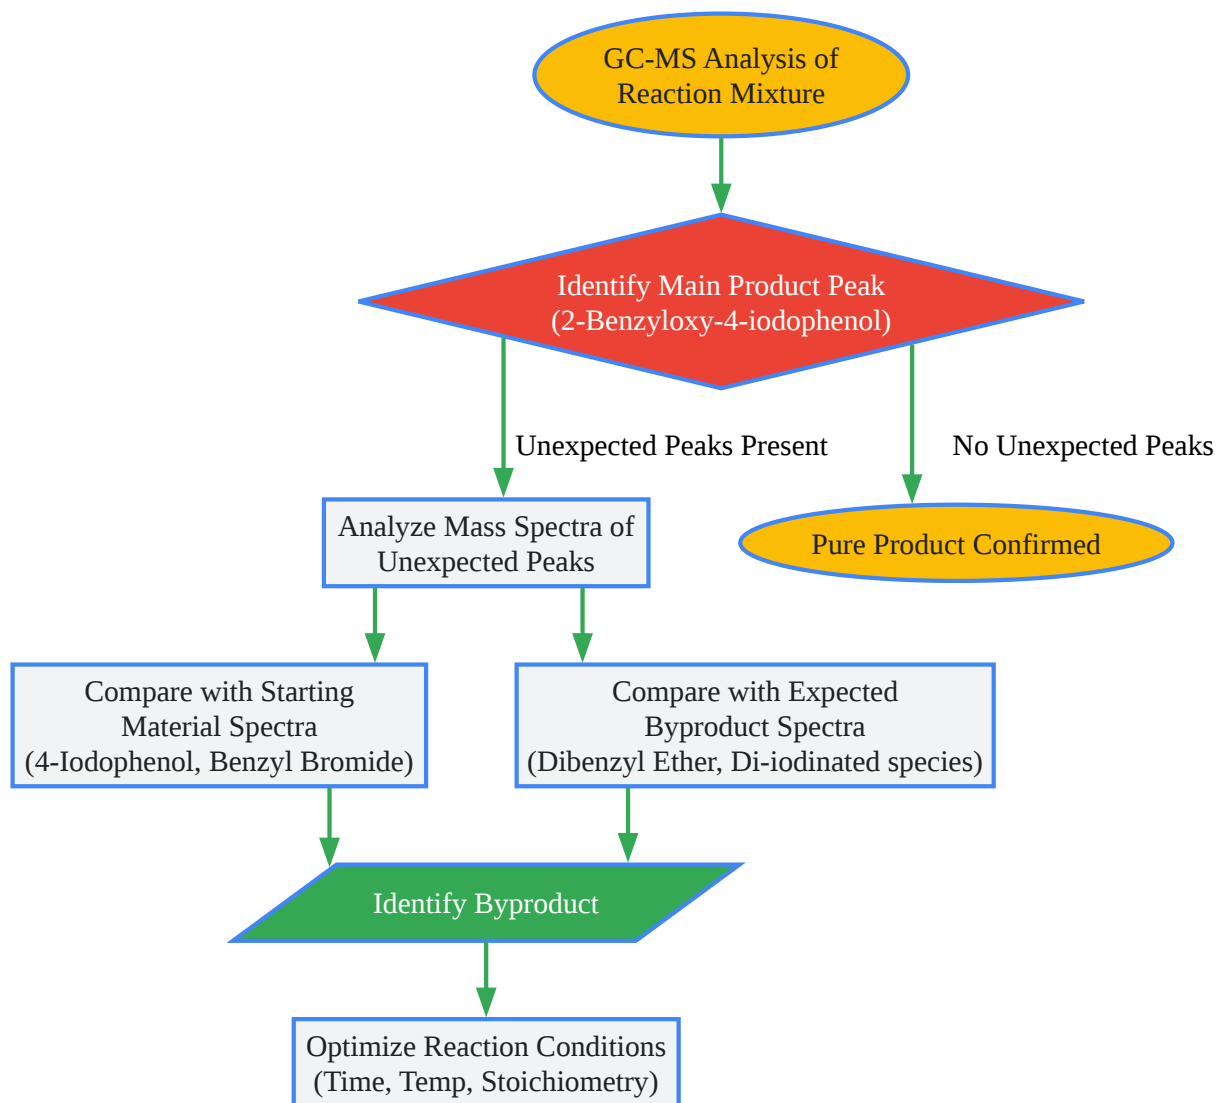 GC-MS Analysis of
Reaction Mixture
Identify Main Product Peak
(2-Benzyloxy-4-iodophenol)
Unexpected Peaks Present
No Unexpected Peaks
Analyze Mass Spectra of
Unexpected Peaks
Pure Product Confirmed
Compare with Starting
Material Spectra
(4-Iodophenol, Benzyl Bromide)
Compare with Expected
Byproduct Spectra
(Dibenzyl Ether, Di-iodinated species)
Identify Byproduct
Optimize Reaction Conditions
(Time, Temp, Stoichiometry)